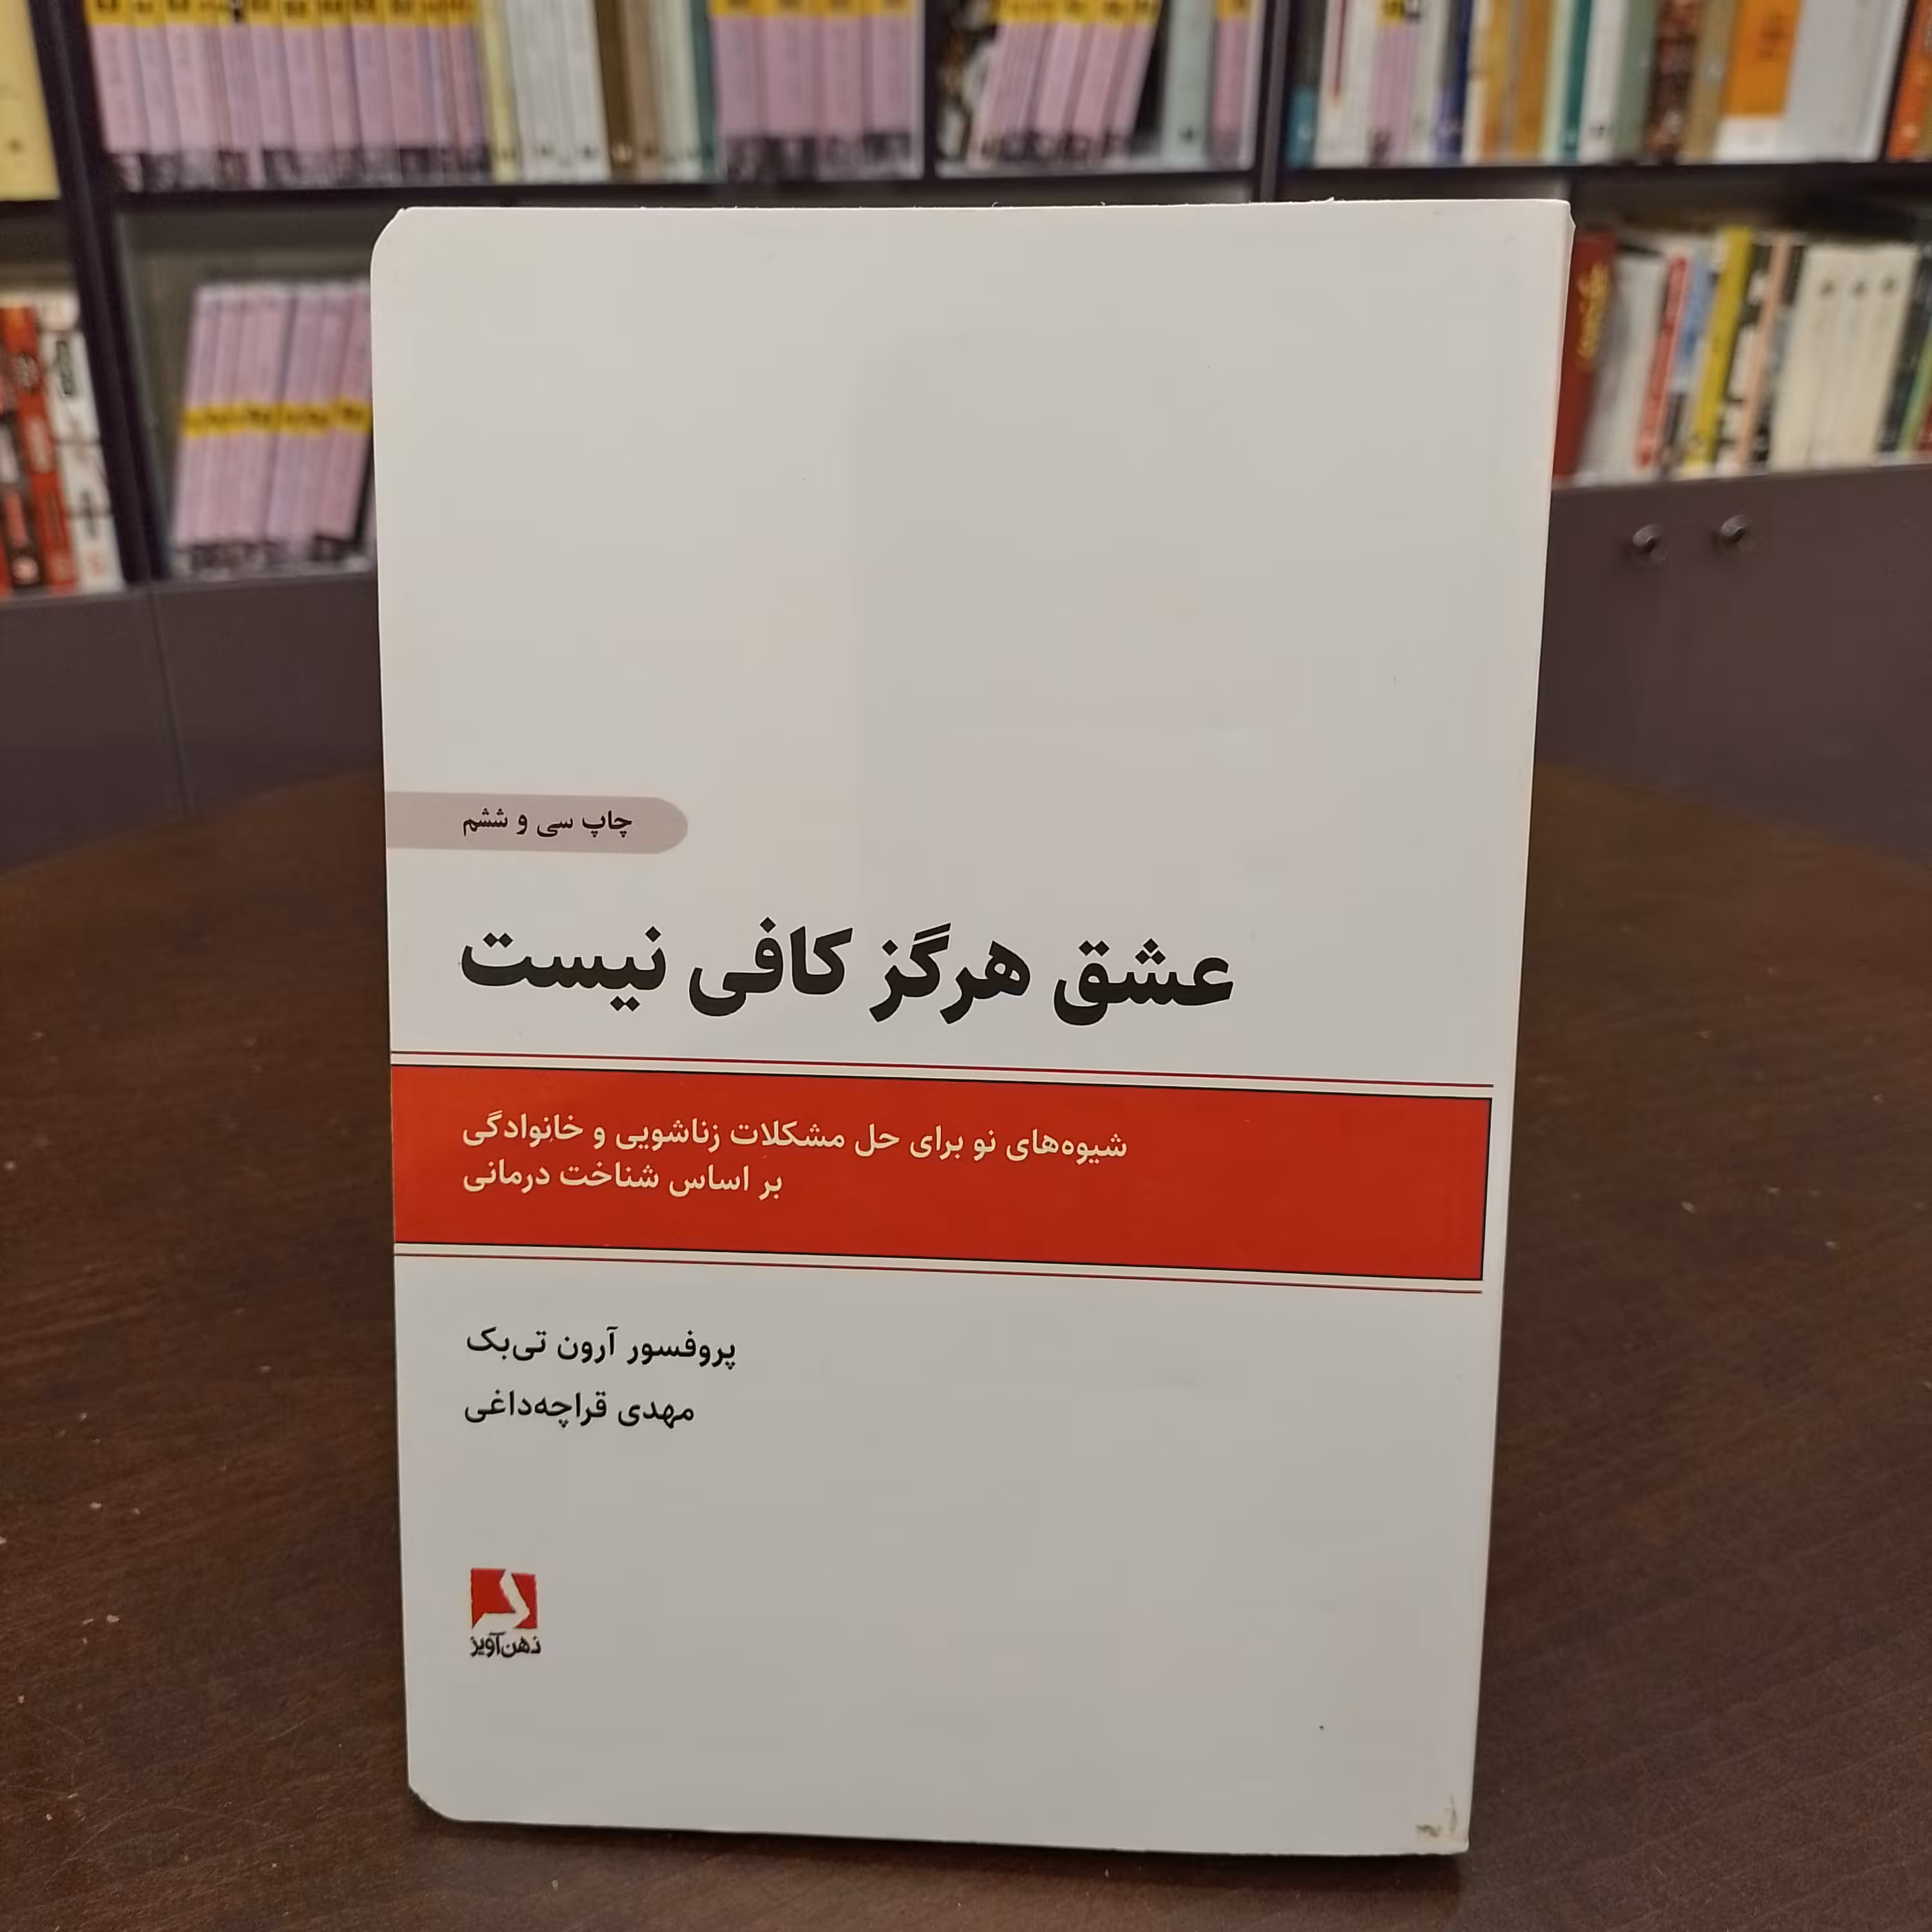 چاپ سی و ششم
عشق هرگز کافی نیست
شیوه‌های نو برای حل مشکلات زناشویی و خانوادگی
بر اساس شناخت درمانی
پروفسور آرون تی‌بک
مهدی قراچه‌داغی
ذهن‌آویز